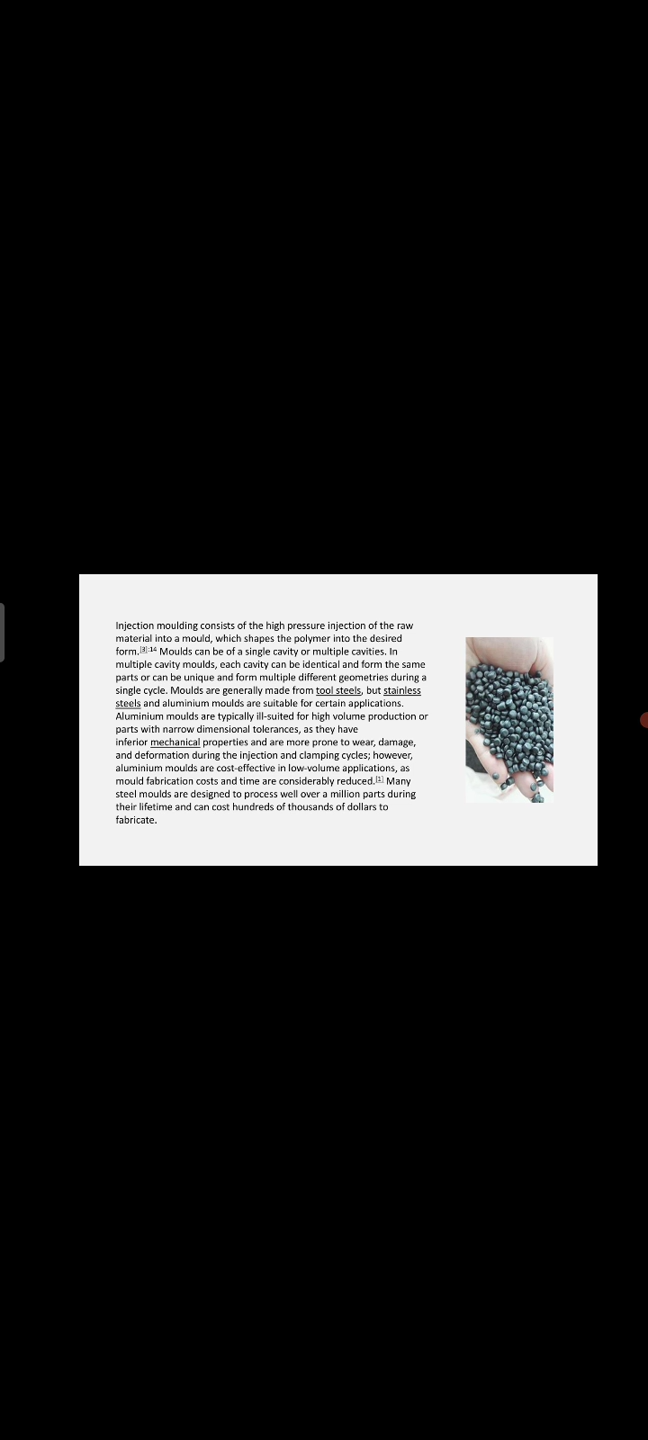 Injection moulding consists of the high pressure injection of the raw
material into a mould, which shapes the polymer into the desired
form.[3]:14 Moulds can be of a single cavity or multiple cavities. In
multiple cavity moulds, each cavity can be identical and form the same
parts or can be unique and form multiple different geometries during a
single cycle. Moulds are generally made from tool steels, but stainless
steels and aluminium moulds are suitable for certain applications.
Aluminium moulds are typically ill-suited for high volume production or
parts with narrow dimensional tolerances, as they have
inferior mechanical properties and are more prone to wear, damage,
and deformation during the injection and clamping cycles; however,
aluminium moulds are cost-effective in low-volume applications, as
mould fabrication costs and time are considerably reduced.[1] Many
steel moulds are designed to process well over a million parts during
their lifetime and can cost hundreds of thousands of dollars to
fabricate.